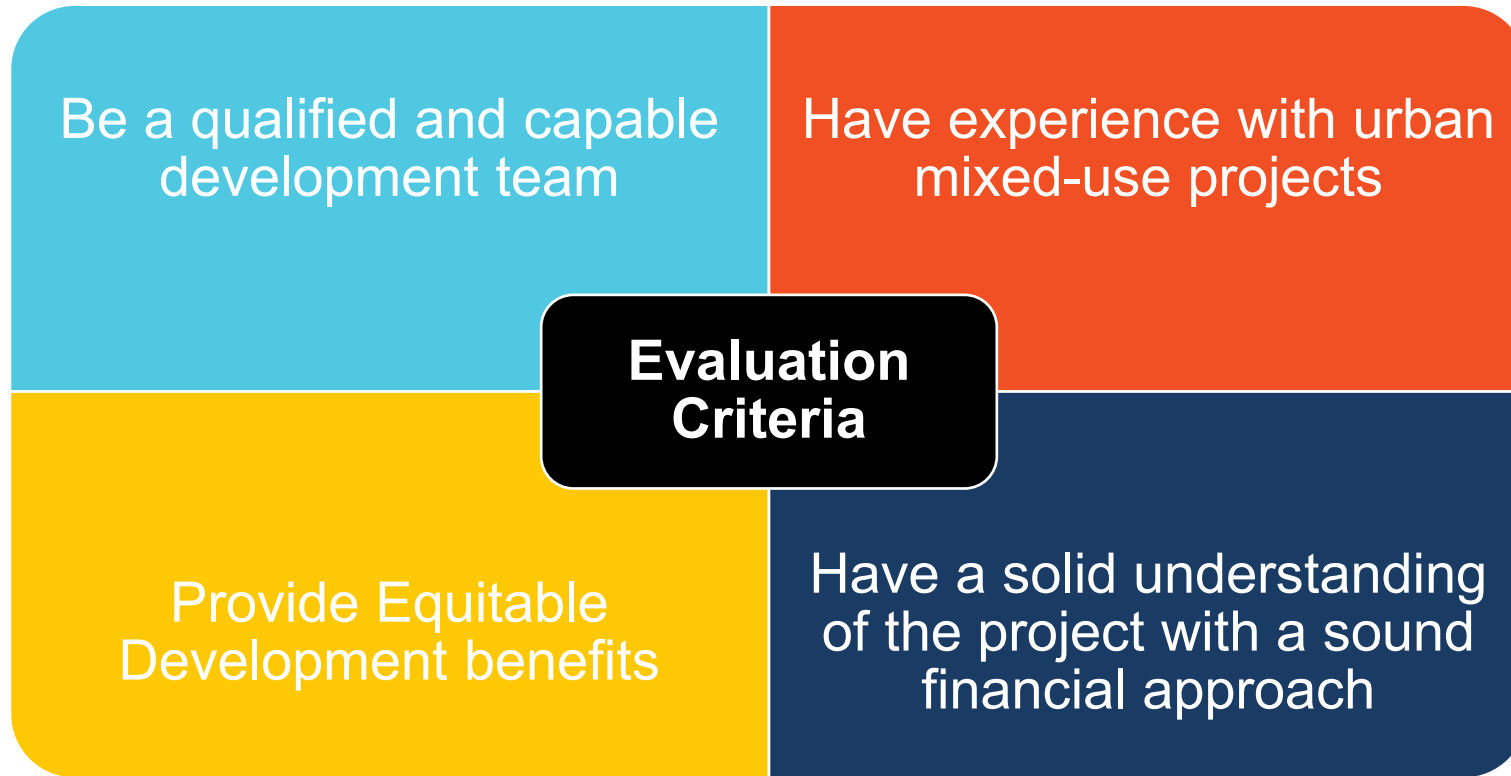 Be a qualified and capable
development team
Have experience with urban
mixed-use projects
Evaluation
Criteria
Provide Equitable
Development benefits
Have a solid understanding
of the project with a sound
financial approach